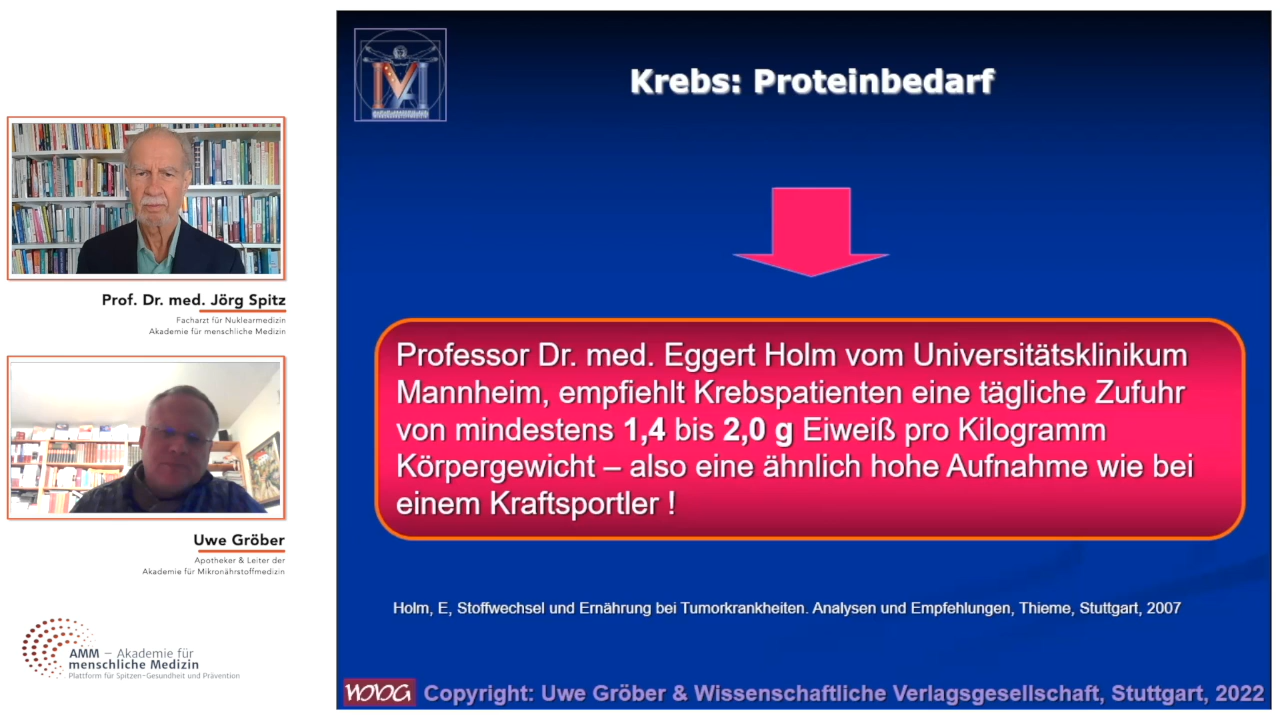 Krebs: Proteinbedarf
Professor Dr. med. Eggert Holm vom Universitätsklinikum
Mannheim, empfiehlt Krebspatienten eine tägliche Zufuhr
von mindestens 1,4 bis 2,0 g Eiweiß pro Kilogramm
Körpergewicht – also eine ähnlich hohe Aufnahme wie bei
einem Kraftsportler !
Holm, E, Stoffwechsel und Ernährung bei Tumorkrankheiten. Analysen und Empfehlungen, Thieme, Stuttgart, 2007
Copyright: Uwe Gröber & Wissenschaftliche Verlagsgesellschaft, Stuttgart, 2022
Prof. Dr. med. Jörg Spitz
Facharzt für Nuklearmedizin
Akademie für menschliche Medizin
Uwe Gröber
Apotheker & Leiter der
Akademie für Mikronährstoffmedizin
AMM – Akademie für
menschliche Medizin
Plattform für Spitzen-Gesundheit und Prävention